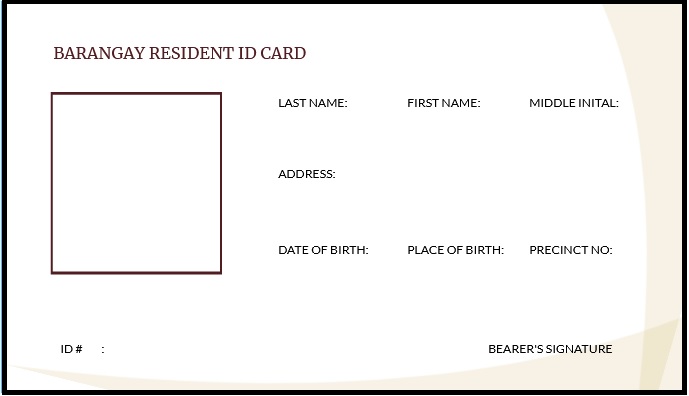 BARANGAY RESIDENT ID CARD
LAST NAME: FIRST NAME: MIDDLE INITAL:
ADDRESS:
DATE OF BIRTH: PLACE OF BIRTH: PRECINCT NO:
ID # : BEARER'S SIGNATURE